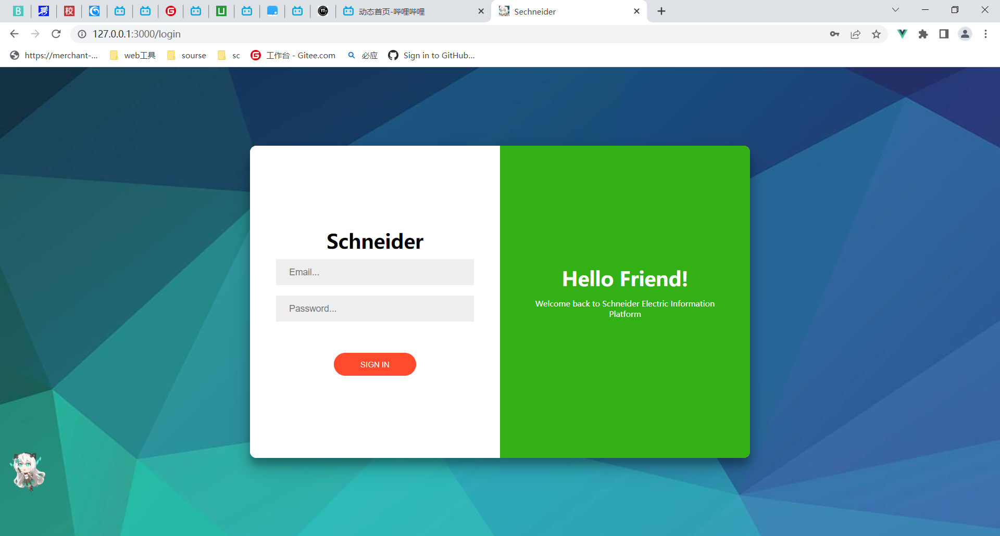 B
聘
校
G
U
YT
动态首页-哔哩哔哩
Sechneider
127.0.0.1:3000/login
https://merchant-...
web工具
sourse
sc
G
工作台 - Gitee.com
必应
Sign in to GitHub...
Schneider
Email...
Password...
SIGN IN
Hello Friend!
Welcome back to Schneider Electric Information
Platform